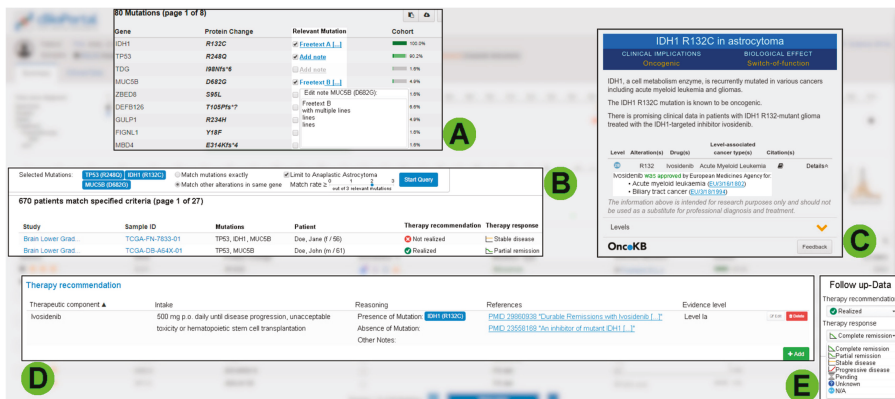 80 Mutations (page 1 of 8)
Gene Protein Change Relevant Mutation Cohort
IDH1 R132C Freetext A [...] 100.0%
TP53 R248Q Add note 90.2%
TDG I98Nfs*6 Add note 1.6%
MUC5B D682G Freetext B [...] 4.9%
ZBED8 S95L 1.6%
Edit note MUC5B (D682G):
DEFB126 T105Pfs*? 6.6%
Freetext B
with multiple lines
GULP1 R234H 4.9%
lines
lines
FIGNL1 Y18F 1.6%
MBD4 E314Kfs*4 1.6%
A
Selected Mutations: TP53 (R248Q) IDH1 (R132C) Match mutations exactly Limit to Anaplastic Astrocytoma 0 1 2 3 Start Query
MUC5B (D682G) Match other alterations in same gene Match rate ≥
out of 3 relevant mutations
670 patients match specified criteria (page 1 of 27)
Study Sample ID Mutations Patient Therapy recommendation Therapy response
Brain Lower Grad... TCGA-FN-7833-01 TP53, IDH1, MUC5B Doe, Jane (f / 56) Not realized Stable disease
Brain Lower Grad... TCGA-DB-A64X-01 TP53, MUC5B Doe, John (m / 61) Realized Partial remission
B
IDH1 R132C in astrocytoma
CLINICAL IMPLICATIONS BIOLOGICAL EFFECT
Oncogenic Switch-of-function
IDH1, a cell metabolism enzyme, is recurrently mutated in various cancers
including acute myeloid leukemia and gliomas.
The IDH1 R132C mutation is known to be oncogenic.
There is promising clinical data in patients with IDH1 R132-mutant glioma
treated with the IDH1-targeted inhibitor ivosidenib.
Level Alteration(s) Drug(s) Level-associated cancer type(s) Citation(s)
R132 Ivosidenib Acute Myeloid Leukemia Details
Ivosidenib was approved by European Medicines Agency for
• Acute myeloid leukaemia (EU/3/16/1802)
• Biliary tract cancer (EU/3/18/1994)
The information above is intended for research purposes only and should not
be used as a substitute for professional diagnosis and treatment.
Levels
OncoKB Feedback
C
Therapy recommendation
Therapeutic component ▲ Intake Reasoning References Evidence level
Ivosidenib 500 mg p.o. daily until disease progression, unacceptable Presence of Mutation: IDH1 (R132C) PMID 29860938 "Durable Remissions with Ivosidenib [...]" Level Ia Edit Delete
toxicity or hematopoietic stem cell transplantation Absence of Mutation: PMID 23558169 "An inhibitor of mutant IDH1 [...]"
Other Notes:
+ Add
D
Follow up-Data
Therapy recommendation
Realized
Therapy response
Complete remission
Complete remission
Partial remission
Stable disease
Progressive disease
Pending
Unknown
N/A
E